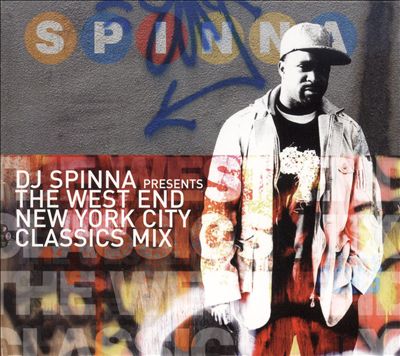 SPINNA
DJ SPINNA PRESENTS
THE WEST END
NEW YORK CITY
CLASSICS MIX